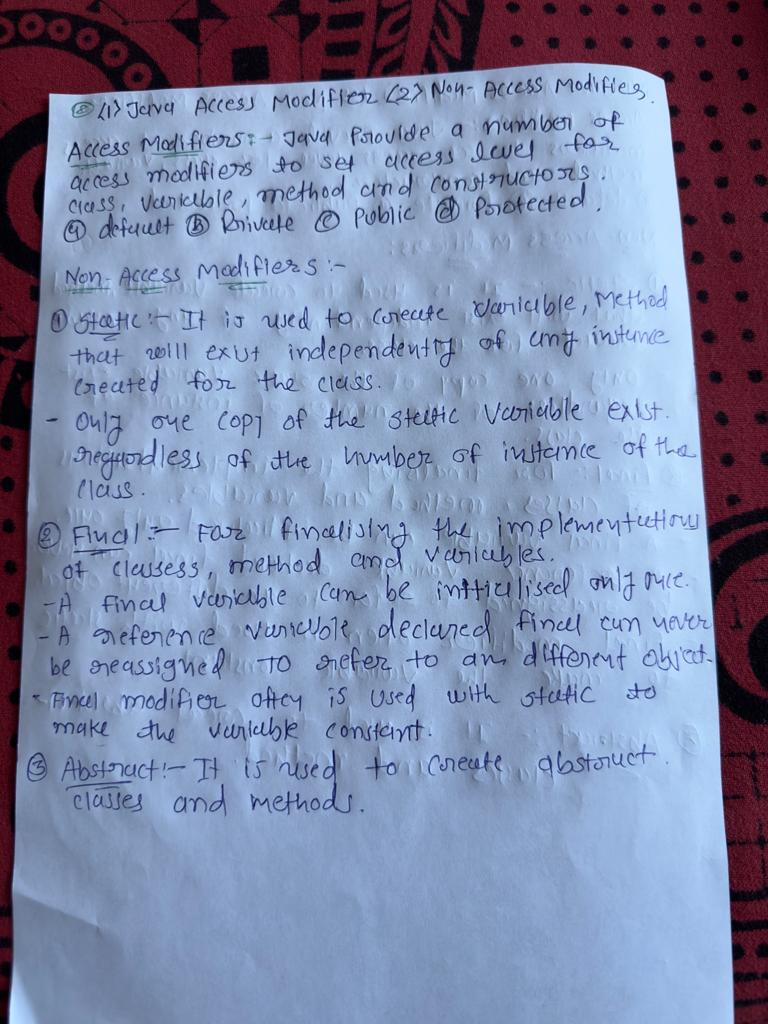 <1> Java Access Modifier <2> Non-Access Modifier.
Access Modifiers:- Java Provide a number of
access modifiers to set access level for
class, variable, method and constructors.
(a) default (b) Private (c) Public (d) Protected.
Non-Access Modifiers:-
(1) Static:- It is used to create variable, Method
that will exist independently of any instance
created for the class.
- Only one copy of the static variable exist.
regardless of the number of instance of the
class.
(2) Final:- For finalising the implementations
of classess, method and variables.
- A final variable can be initialised only once.
- A reference variable declared final can never
be reassigned to refer to an different object.
- Final modifier often is used with static to
make the variable constant.
(3) Abstract:- It is used to create abstract.
classes and methods.